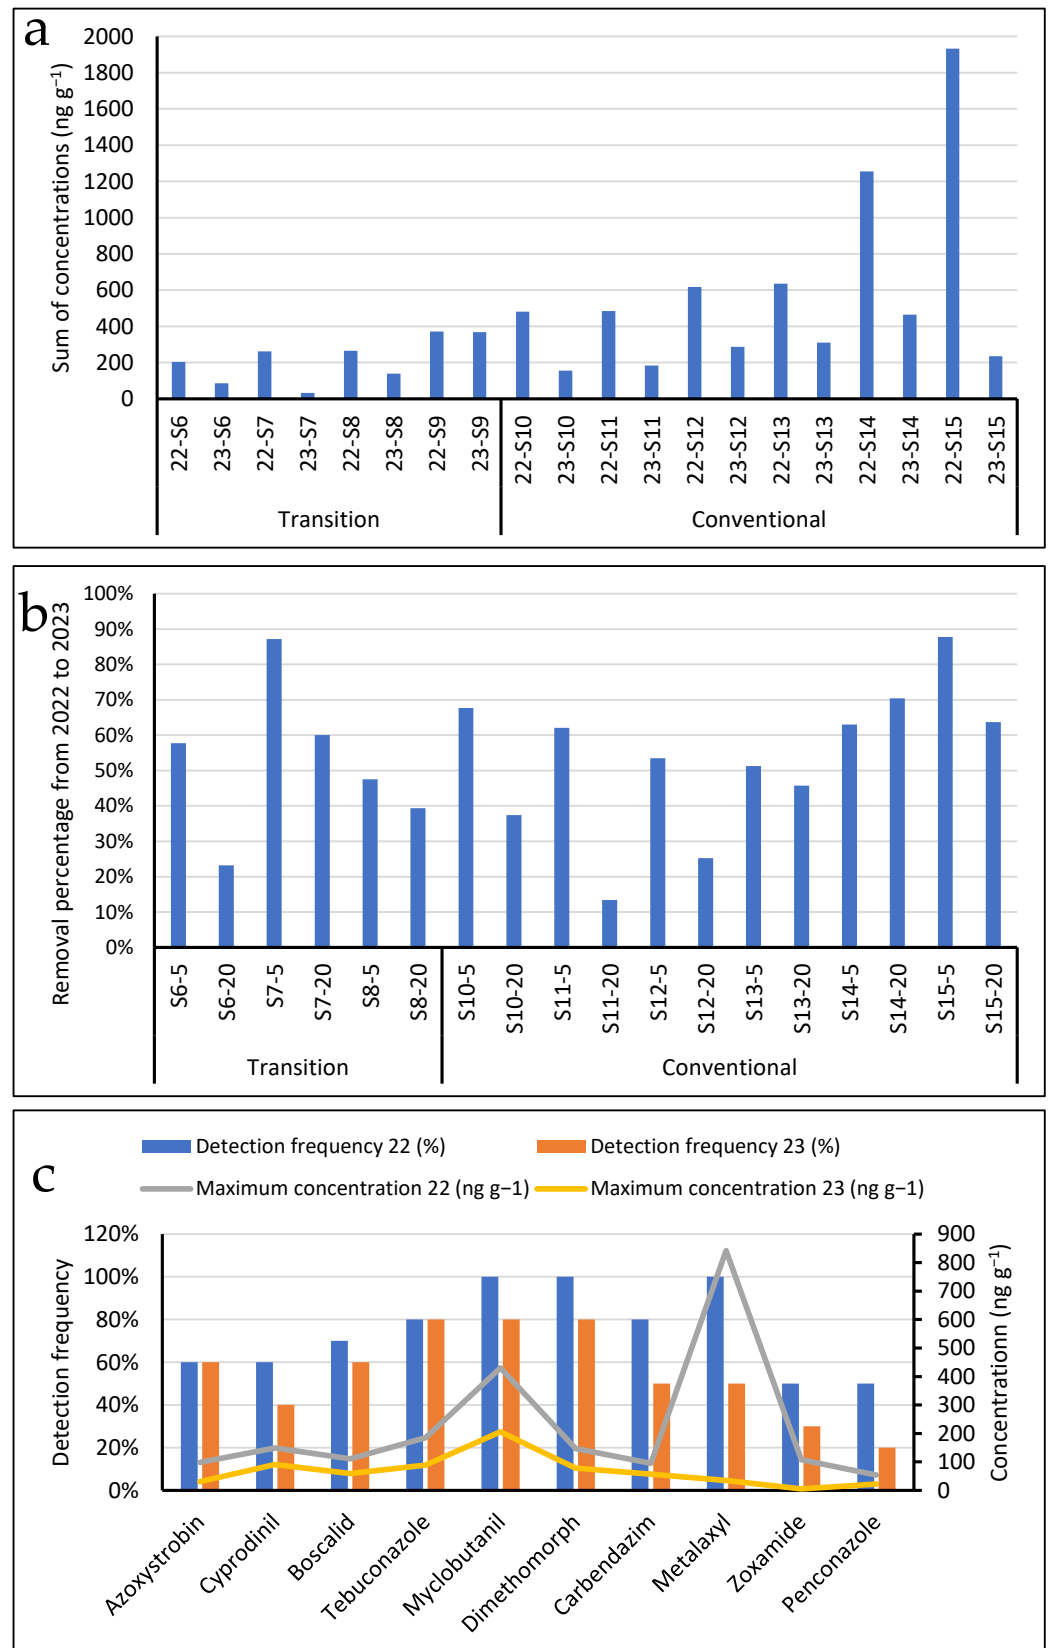 a
Sum of concentrations (ng g⁻¹)
2000
1800
1600
1400
1200
1000
800
600
400
200
0
22-S6
23-S6
22-S7
23-S7
22-S8
23-S8
22-S9
23-S9
22-S10
23-S10
22-S11
23-S11
22-S12
23-S12
22-S13
23-S13
22-S14
23-S14
22-S15
23-S15
Transition
Conventional
b
Removal percentage from 2022 to 2023
100%
90%
80%
70%
60%
50%
40%
30%
20%
10%
0%
S6-5
S6-20
S7-5
S7-20
S8-5
S8-20
S10-5
S10-20
S11-5
S11-20
S12-5
S12-20
S13-5
S13-20
S14-5
S14-20
S15-5
S15-20
Transition
Conventional
c
Detection frequency 22 (%)
Detection frequency 23 (%)
Maximum concentration 22 (ng g−1)
Maximum concentration 23 (ng g−1)
Detection frequency
120%
100%
80%
60%
40%
20%
0%
900
800
700
600
500
400
300
200
100
0
Concentrationn (ng g⁻¹)
Azoxystrobin
Cyprodinil
Boscalid
Tebuconazole
Myclobutanil
Dimethomorph
Carbendazim
Metalaxyl
Zoxamide
Penconazole